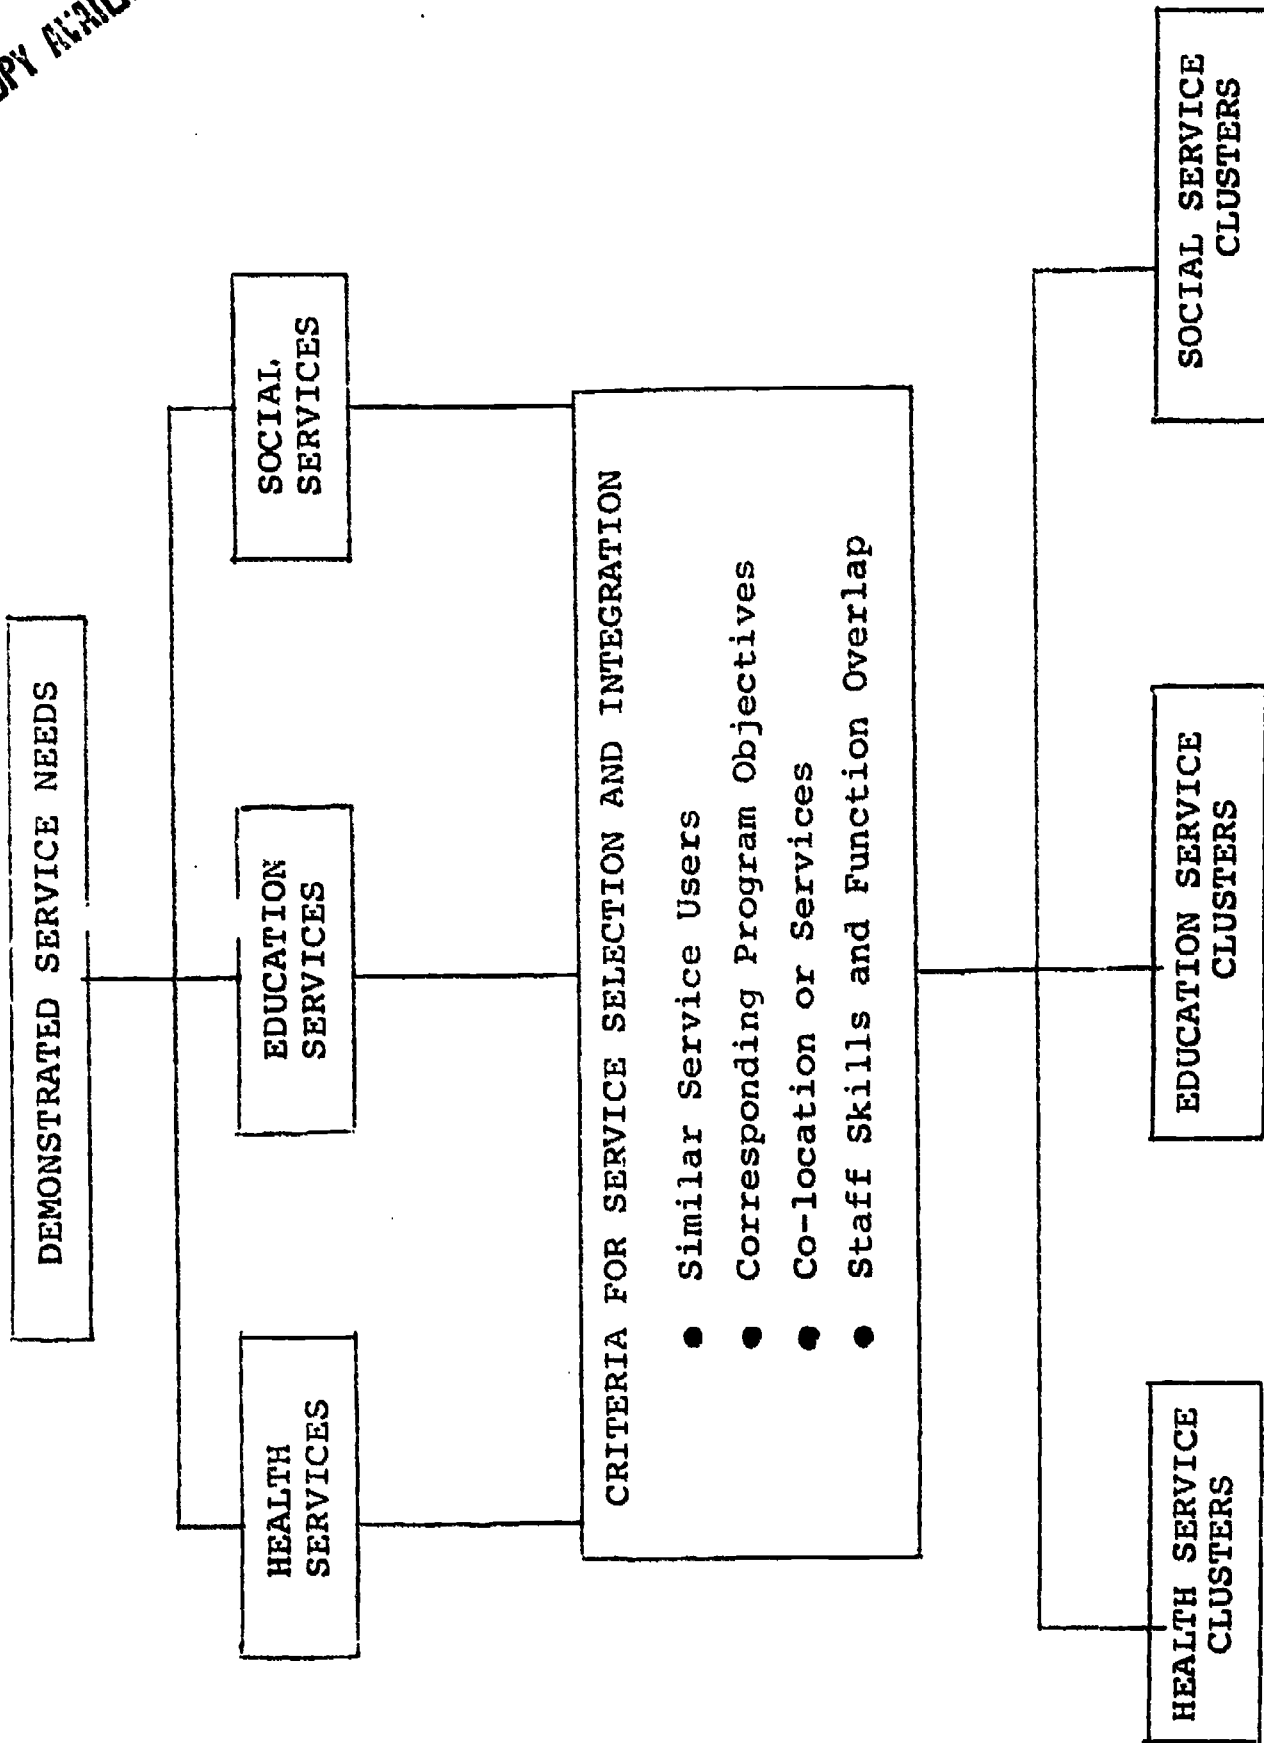 DEMONSTRATED SERVICE NEEDS
HEALTH
SERVICES
EDUCATION
SERVICES
SOCIAL
SERVICES
CRITERIA FOR SERVICE SELECTION AND INTEGRATION
● Similar Service Users
● Corresponding Program Objectives
● Co-location or Services
● Staff Skills and Function Overlap
HEALTH SERVICE
CLUSTERS
EDUCATION SERVICE
CLUSTERS
SOCIAL SERVICE
CLUSTERS